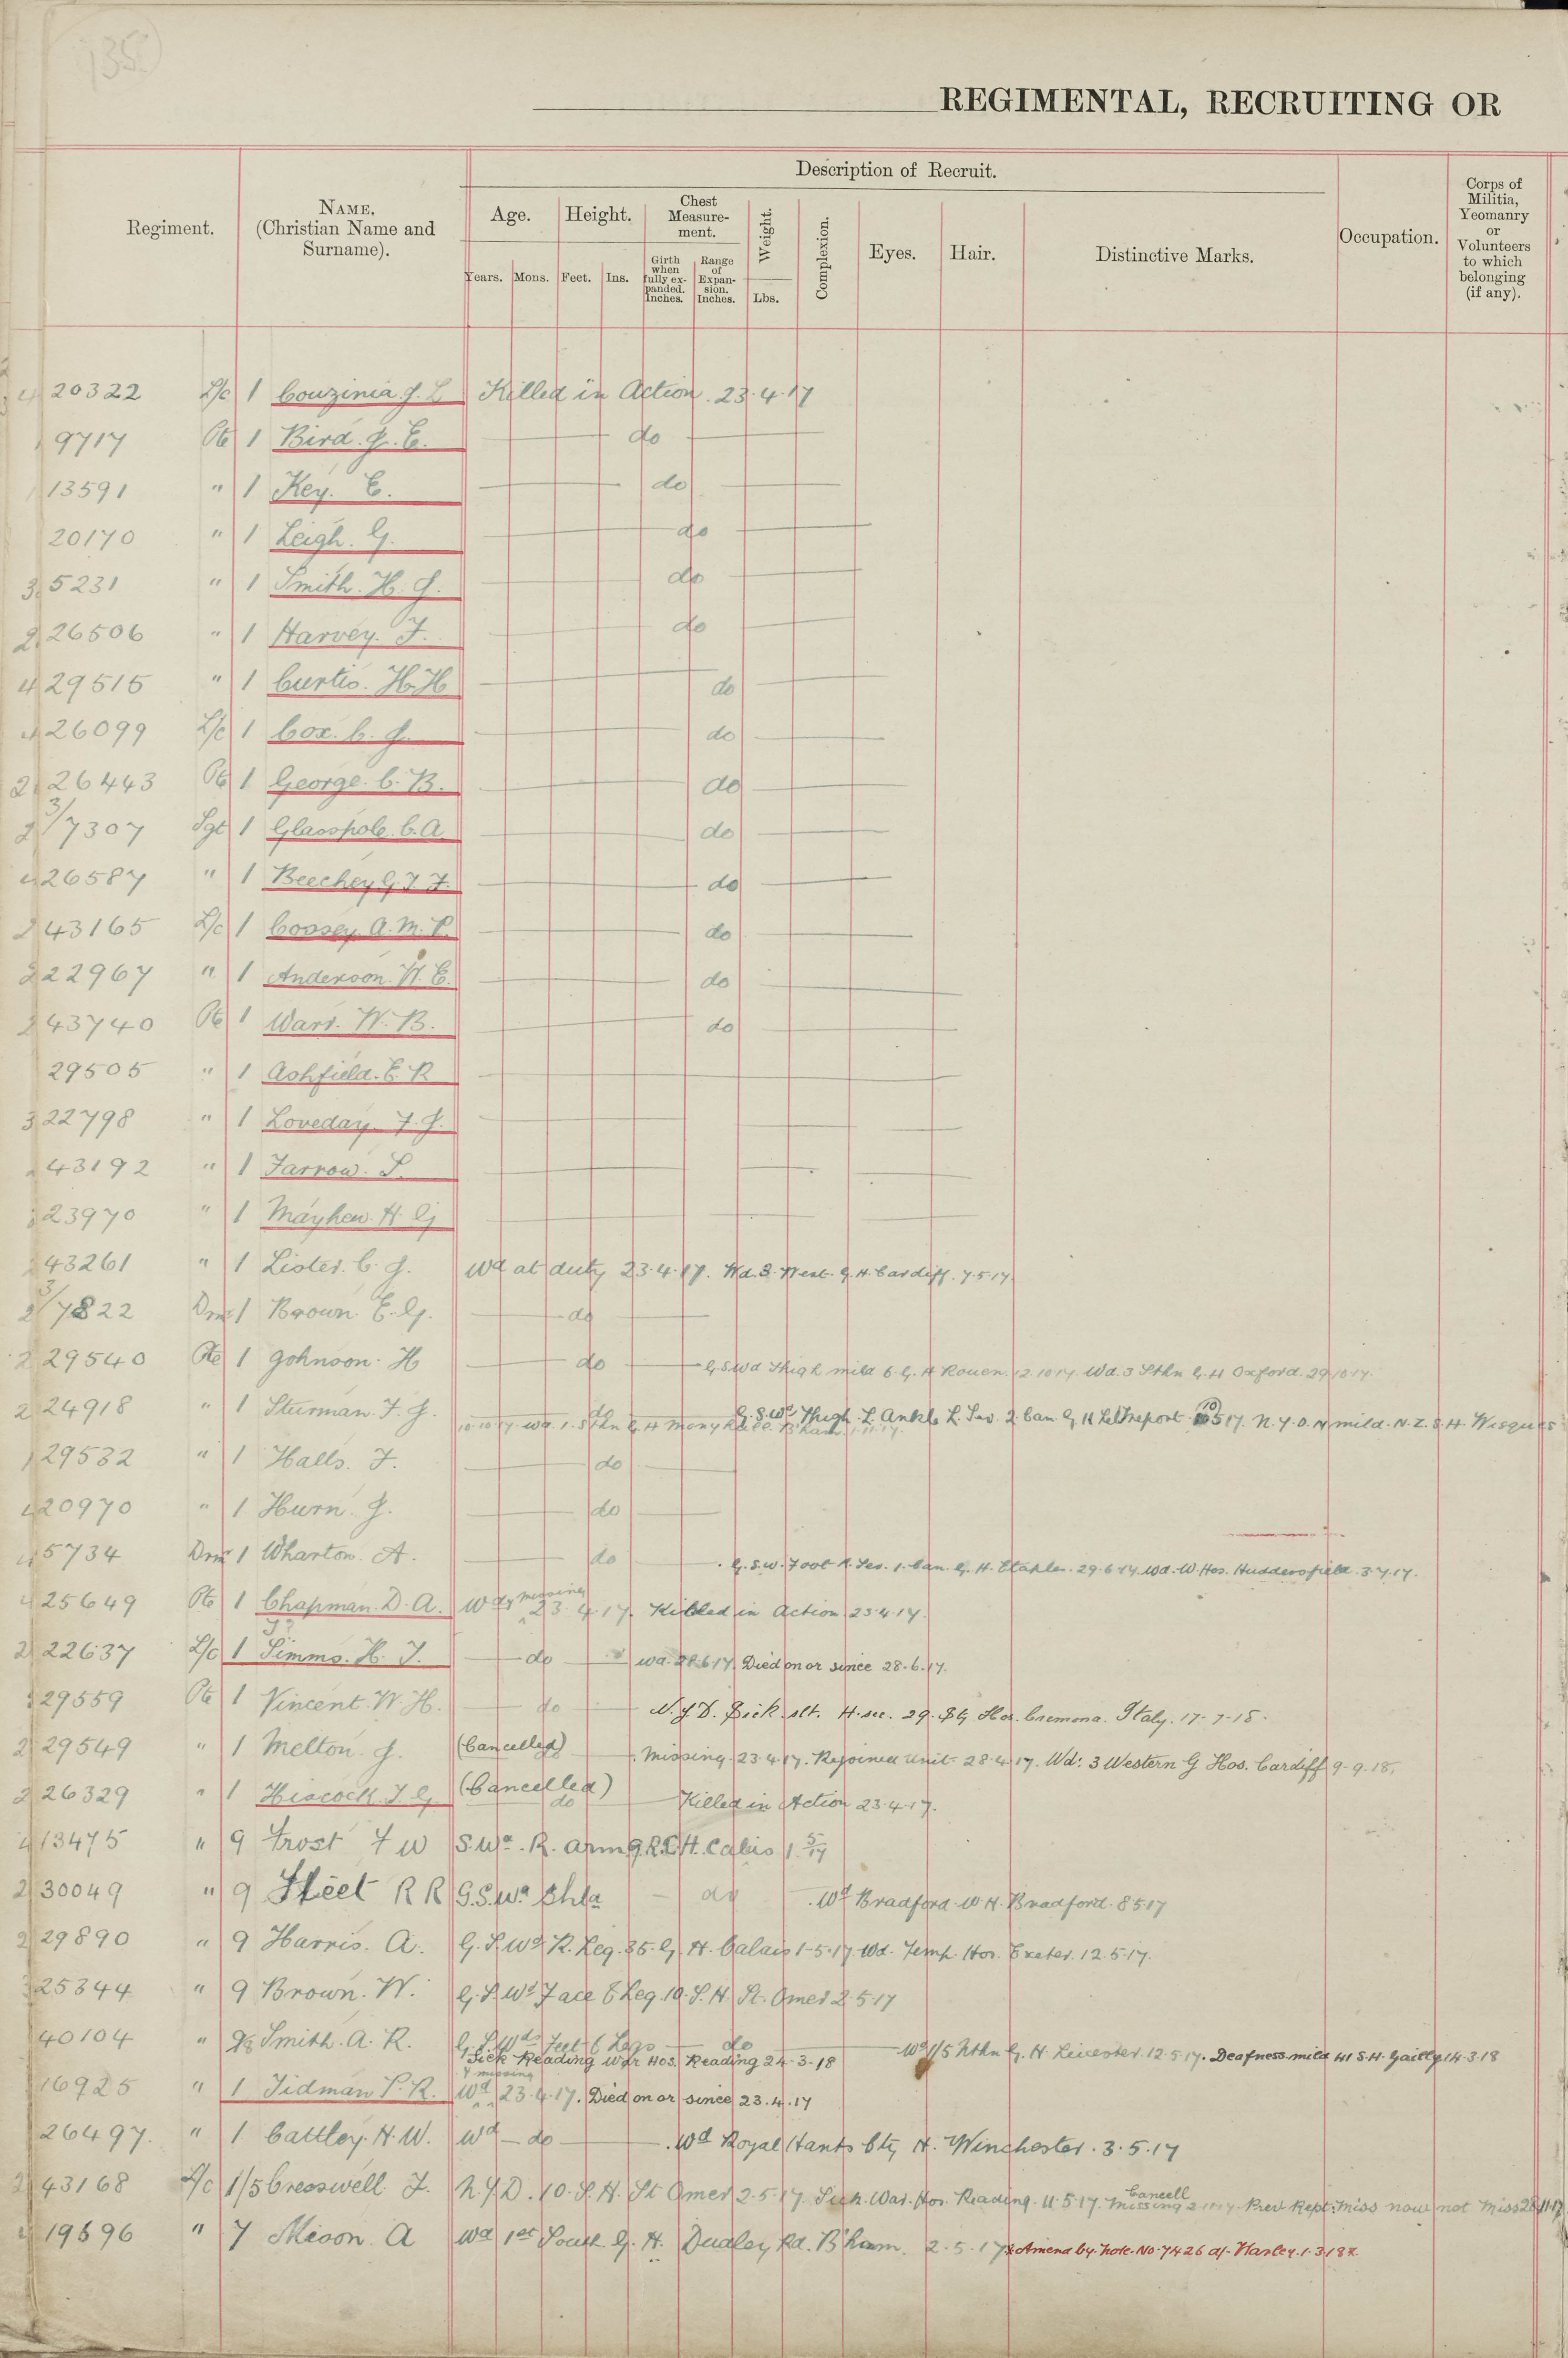 135
REGIMENTAL, RECRUITING OR
Description of Recruit.
Regiment.
NAME.
(Christian Name and
Surname).
Age.
Height.
Chest
Measure-
ment.
Weight.
Complexion.
Eyes.
Hair.
Distinctive Marks.
Occupation.
Corps of
Militia,
Yeomanry
or
Volunteers
to which
belonging
(if any).
Years.
Mons.
Feet.
Ins.
Girth
when
fully ex-
panded.
Inches.
Range
of
Expan-
sion.
Inches.
Lbs.
4 20322 L/c 1 Couzinia. J. L Killed in Action. 23.4.17
9717 Pte 1 Bird. J. E. do
13591 " 1 Key. E. do
20170 " 1 Leigh. G. do
3 5231 " 1 Smith. H. J. do
2 26506 " 1 Harvey. F. do
4 29515 " 1 Curtis. H. H do
4 26099 L/c 1 Cox. C. J. do
2 26443 Pte 1 George. C. B. do
2 3/7307 Sgt 1 Glasspole. C. A. do
4 26587 " 1 Beechey G. F. F. do
2 43165 L/c 1 Coosey. A. M. P. do
2 22967 " 1 Anderson. W. E. do
2 43740 Pte 1 Ward. W. B. do
29505 " 1 Ashfield. E. R
3 22798 " 1 Loveday. F. J.
43192 " 1 Farrow. S.
23970 " 1 Mayhew. H. G
43261 " 1 Lister. C. J. Wd at duty 23.4.17. Wd. 3. West. G. H. Cardiff. 7.5.17
2 3/7822 Drmr 1 Brown. E. G. do
2 29540 Pte 1 Johnson. H do G.S.Wd Thigh mild 6. G. H Rouen. 12.10.17. Wd. 3 Sthn G. H Oxford. 29.10.17.
2 24918 " 1 Sturman. F. J. do G.S.Wd Thigh. L. Ankle L. Sev. 2. Can. G. H LeTreport 10.5.17. N.Y.D.N mild. N.Z.S.H Wisques
10.10.17. Wd. 1. Sthn G. H Monyhull. B'ham 1.11.17.
1 29532 " 1 Halls. F. do
4 20970 " 1 Hurn. J. do
4 5734 Drmr 1 Wharton. A. do G.S.W. Foot R. Sev. 1. Can. G. H. Etaples. 29.6.17. Wd. W Hos. Huddersfield. 3.7.17.
4 25649 Pte 1 Chapman. D. A. Wd & missing 23.4.17. Killed in Action 23.4.17.
2 22637 L/c 1 Simms. H. J. do wd. 28.6.17. Died on or since 28.6.17.
29559 Pte 1 Vincent. W. H. do N.Y.D. Sick slt. H. sec. 29. Stg Hos. Cremona. Italy. 17-7-18.
2 29549 " 1 Melton. J. (Cancelled) Missing. 23.4.17. Rejoined Unit. 28.4.17. Wd: 3 Western G Hos. Cardiff 9-9-18.
2 26329 " 1 Hiscock. F. G. (Cancelled) do Killed in Action 23.4.17.
4 13475 " 9 Frost F W S.Wd. R. arm 9. R.C.H. Calais 1.5/17
2 30049 " 9 Steel R R G.S.Wd do Wd Bradford. W H. Bradford. 8.5.17
2 29890 " 9 Harris. A. G.S.Wd R. Leg. 35. G. H. Calais 1-5.17. Wd. Temp. Hos. Exeter. 12.5.17.
25344 " 9 Brown. W. G.S.Wd Face & Leg. 10. S. H. St. Omer 2.5.17
40104 " 9 Smith. A. R. G.S.Wds Feet & Legs do Wd 1/5 Nthn G. H Leicester. 12.5.17. Deafness mild 41 S.H. Gailly 14.3.18
Sick Reading War Hos. Reading 24-3-18
16925 " 1 Tidman P. R. Wd & missing 23.4.17. Died on or since 23.4.17
26497. " 1 Cattley. H. W. Wd do Wd Royal Hants Cty H. Winchester. 3.5.17
2 43168 L/c 1/5 Cresswell. F. N.Y.D. 10. S. H. St Omer 2.5.17. Sick. War. Hos. Reading. 11.5.17. Cancell Missing Prev Rept. Miss now not Miss
4 19596 " 7 Mison. A Wd 1st South. G. H. Dudley Rd. B'ham. 2.5.17 Amend by note. No. 7426 Warley. 1.3.18